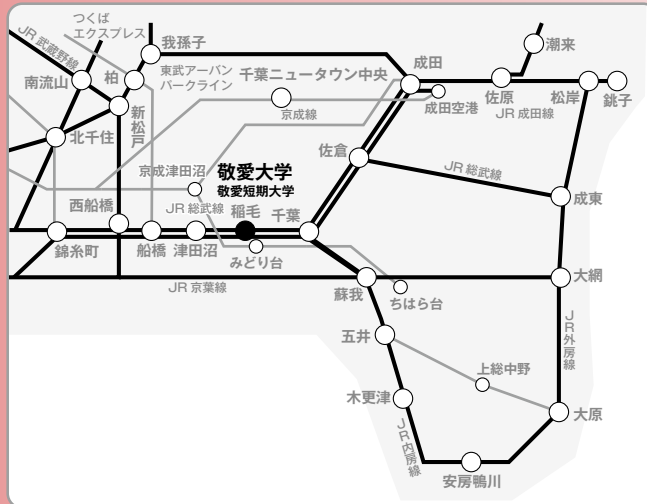 つくば
エクスプレス
JR 武蔵野線
我孫子
潮来
南流山
柏
東武アーバン
パークライン
千葉ニュータウン中央
成田
京成線
成田空港
佐原
JR 成田線
松岸
銚子
新松戸
北千住
佐倉
JR 総武線
京成津田沼
敬愛大学
敬愛短期大学
成東
西船橋
JR 総武線
稲毛
千葉
錦糸町
船橋
津田沼
みどり台
JR 京葉線
蘇我
ちはら台
大網
五井
JR外房線
上総中野
木更津
大原
JR内房線
安房鴨川